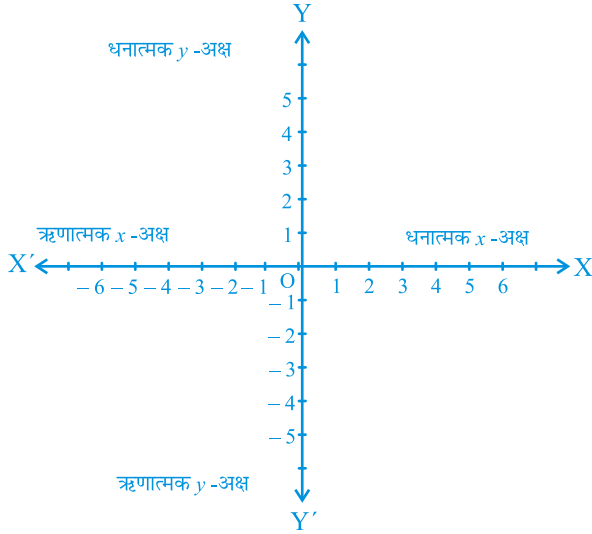 Y
धनात्मक y -अक्ष
5
4
3
2
1
ऋणात्मक x -अक्ष
धनात्मक x -अक्ष
X′
X
– 6 – 5 – 4 – 3 – 2 – 1 O 1 2 3 4 5 6
– 1
– 2
– 3
– 4
– 5
ऋणात्मक y -अक्ष
Y′